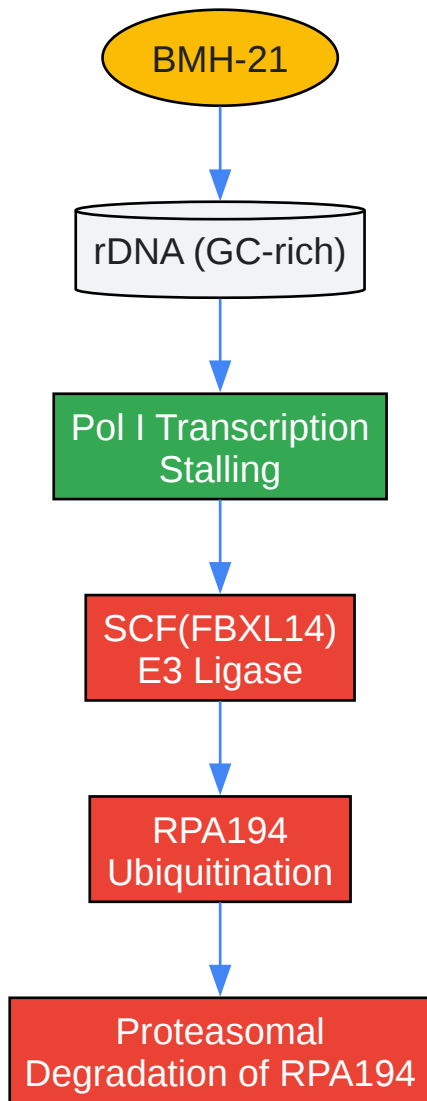 BMH-21
rDNA (GC-rich)
Pol I Transcription
Stalling
SCF(FBXL14)
E3 Ligase
RPA194
Ubiquitination
Proteasomal
Degradation of RPA194